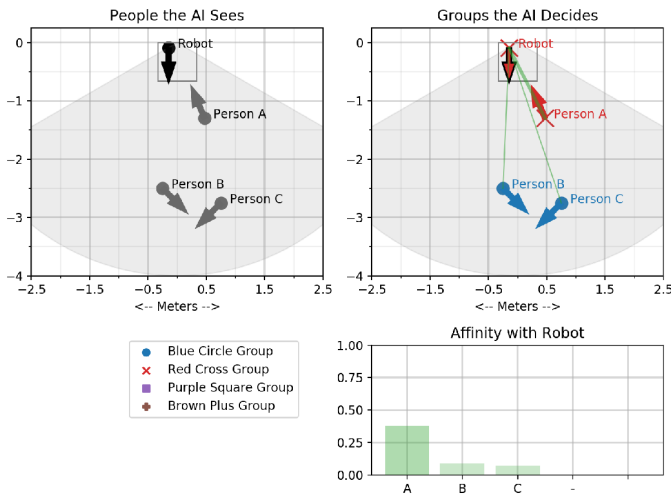 People the AI Sees
Groups the AI Decides
0
−1
−2
−3
−4
Robot
Person A
Person B
Person C
−2.5
−1.5
−0.5
0.5
1.5
2.5
<-- Meters -->
0
−1
−2
−3
−4
Robot
Person A
Person B
Person C
−2.5
−1.5
−0.5
0.5
1.5
2.5
<-- Meters -->
Blue Circle Group
Red Cross Group
Purple Square Group
Brown Plus Group
Affinity with Robot
1.00
0.75
0.50
0.25
0.00
A
B
C
-